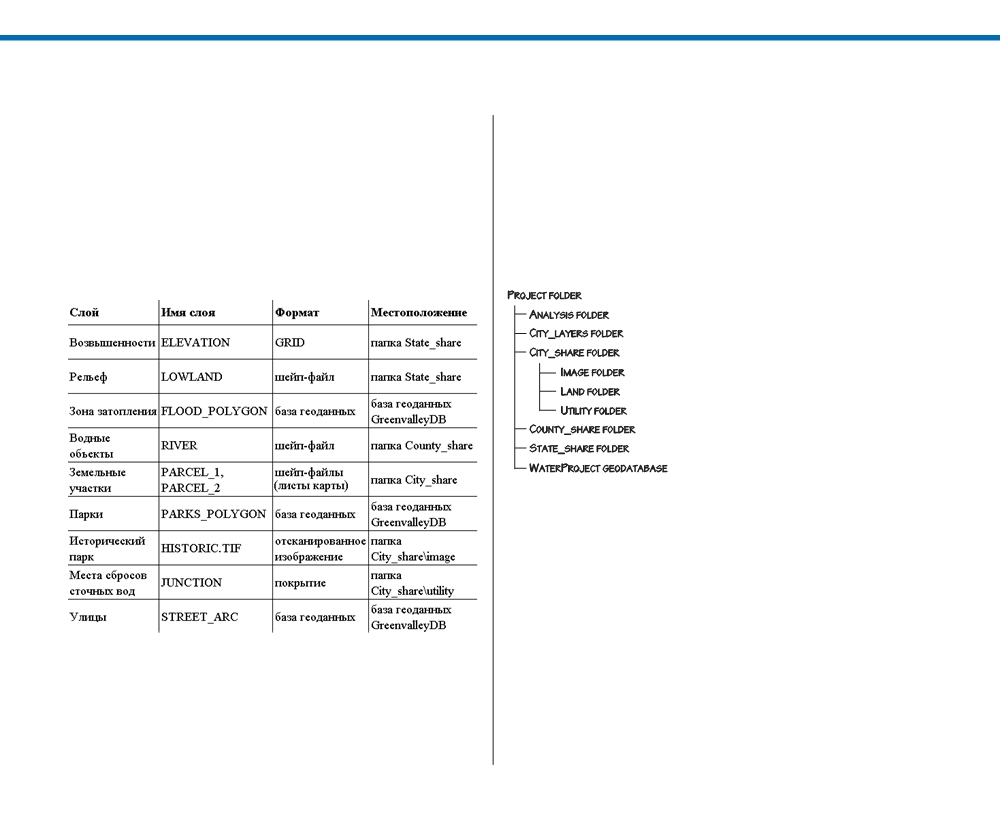 Слой Имя слоя Формат Местоположение
Возвышенности ELEVATION GRID папка State_share
Рельеф LOWLAND шейп-файл папка State_share
Зона затопления FLOOD_POLYGON база геоданных база геоданных
GreenvalleyDB
Водные
обьекты RIVER шейп-файл папка County_share
Земельные
участки PARCEL_1,
PARCEL_2 шейп-файлы
(листы карты) папка City_share
Парки PARKS_POLYGON база геоданных база геоданных
GreenvalleyDB
Исторический
парк HISTORIC.TIF отсканированное
изображение папка
City_share\image
Места сбросов
сточных вод JUNCTION покрытие папка
City_share\utility
Улицы STREET_ARC база геоданных база геоданных
GreenvalleyDB
PROJECT FOLDER
ANALYSIS FOLDER
CITY_LAYERS FOLDER
CITY_SHARE FOLDER
IMAGE FOLDER
LAND FOLDER
UTILITY FOLDER
COUNTY_SHARE FOLDER
STATE_SHARE FOLDER
WATERPROJECT GEODATABASE